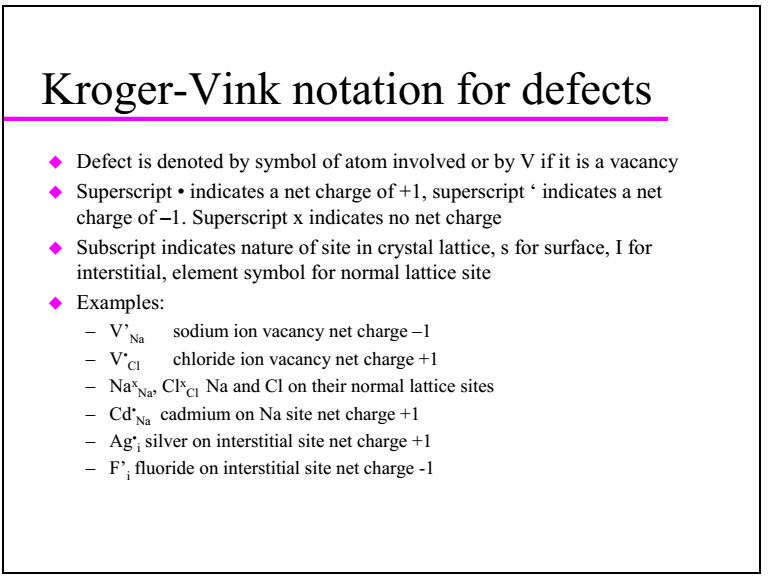 Kroger-Vink notation for defects
◆ Defect is denoted by symbol of atom involved or by V if it is a vacancy
◆ Superscript • indicates a net charge of +1, superscript ‘ indicates a net
charge of –1. Superscript x indicates no net charge
◆ Subscript indicates nature of site in crystal lattice, s for surface, I for
interstitial, element symbol for normal lattice site
◆ Examples:
– V’Na sodium ion vacancy net charge –1
– V•Cl chloride ion vacancy net charge +1
– NaxNa, ClxCl Na and Cl on their normal lattice sites
– Cd•Na cadmium on Na site net charge +1
– Ag•i silver on interstitial site net charge +1
– F’i fluoride on interstitial site net charge -1